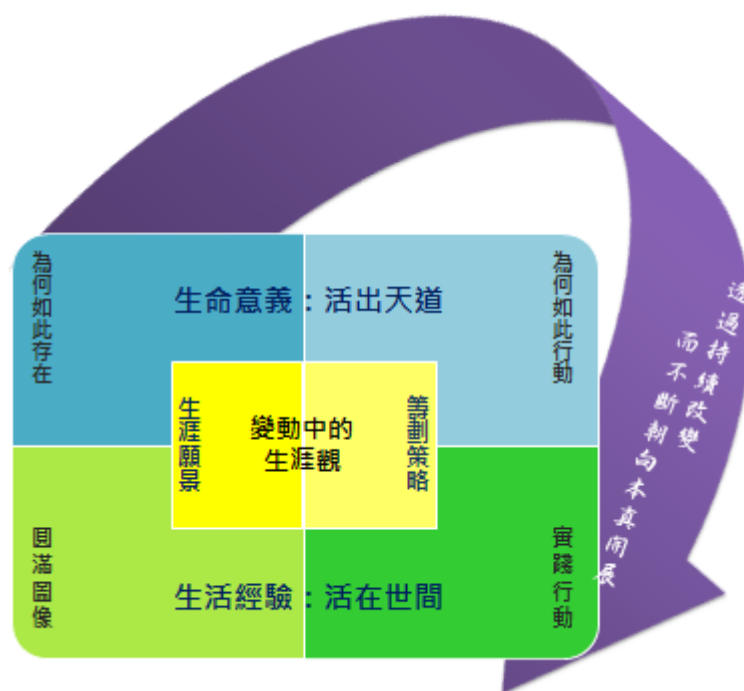 為何如此存在
生命意義：活出天道
為何如此行動
生涯願景
變動中的
生涯觀
籌劃策略
圓滿圖像
生活經驗：活在世間
實踐行動
透過持續改變
而不斷朝向本真開展